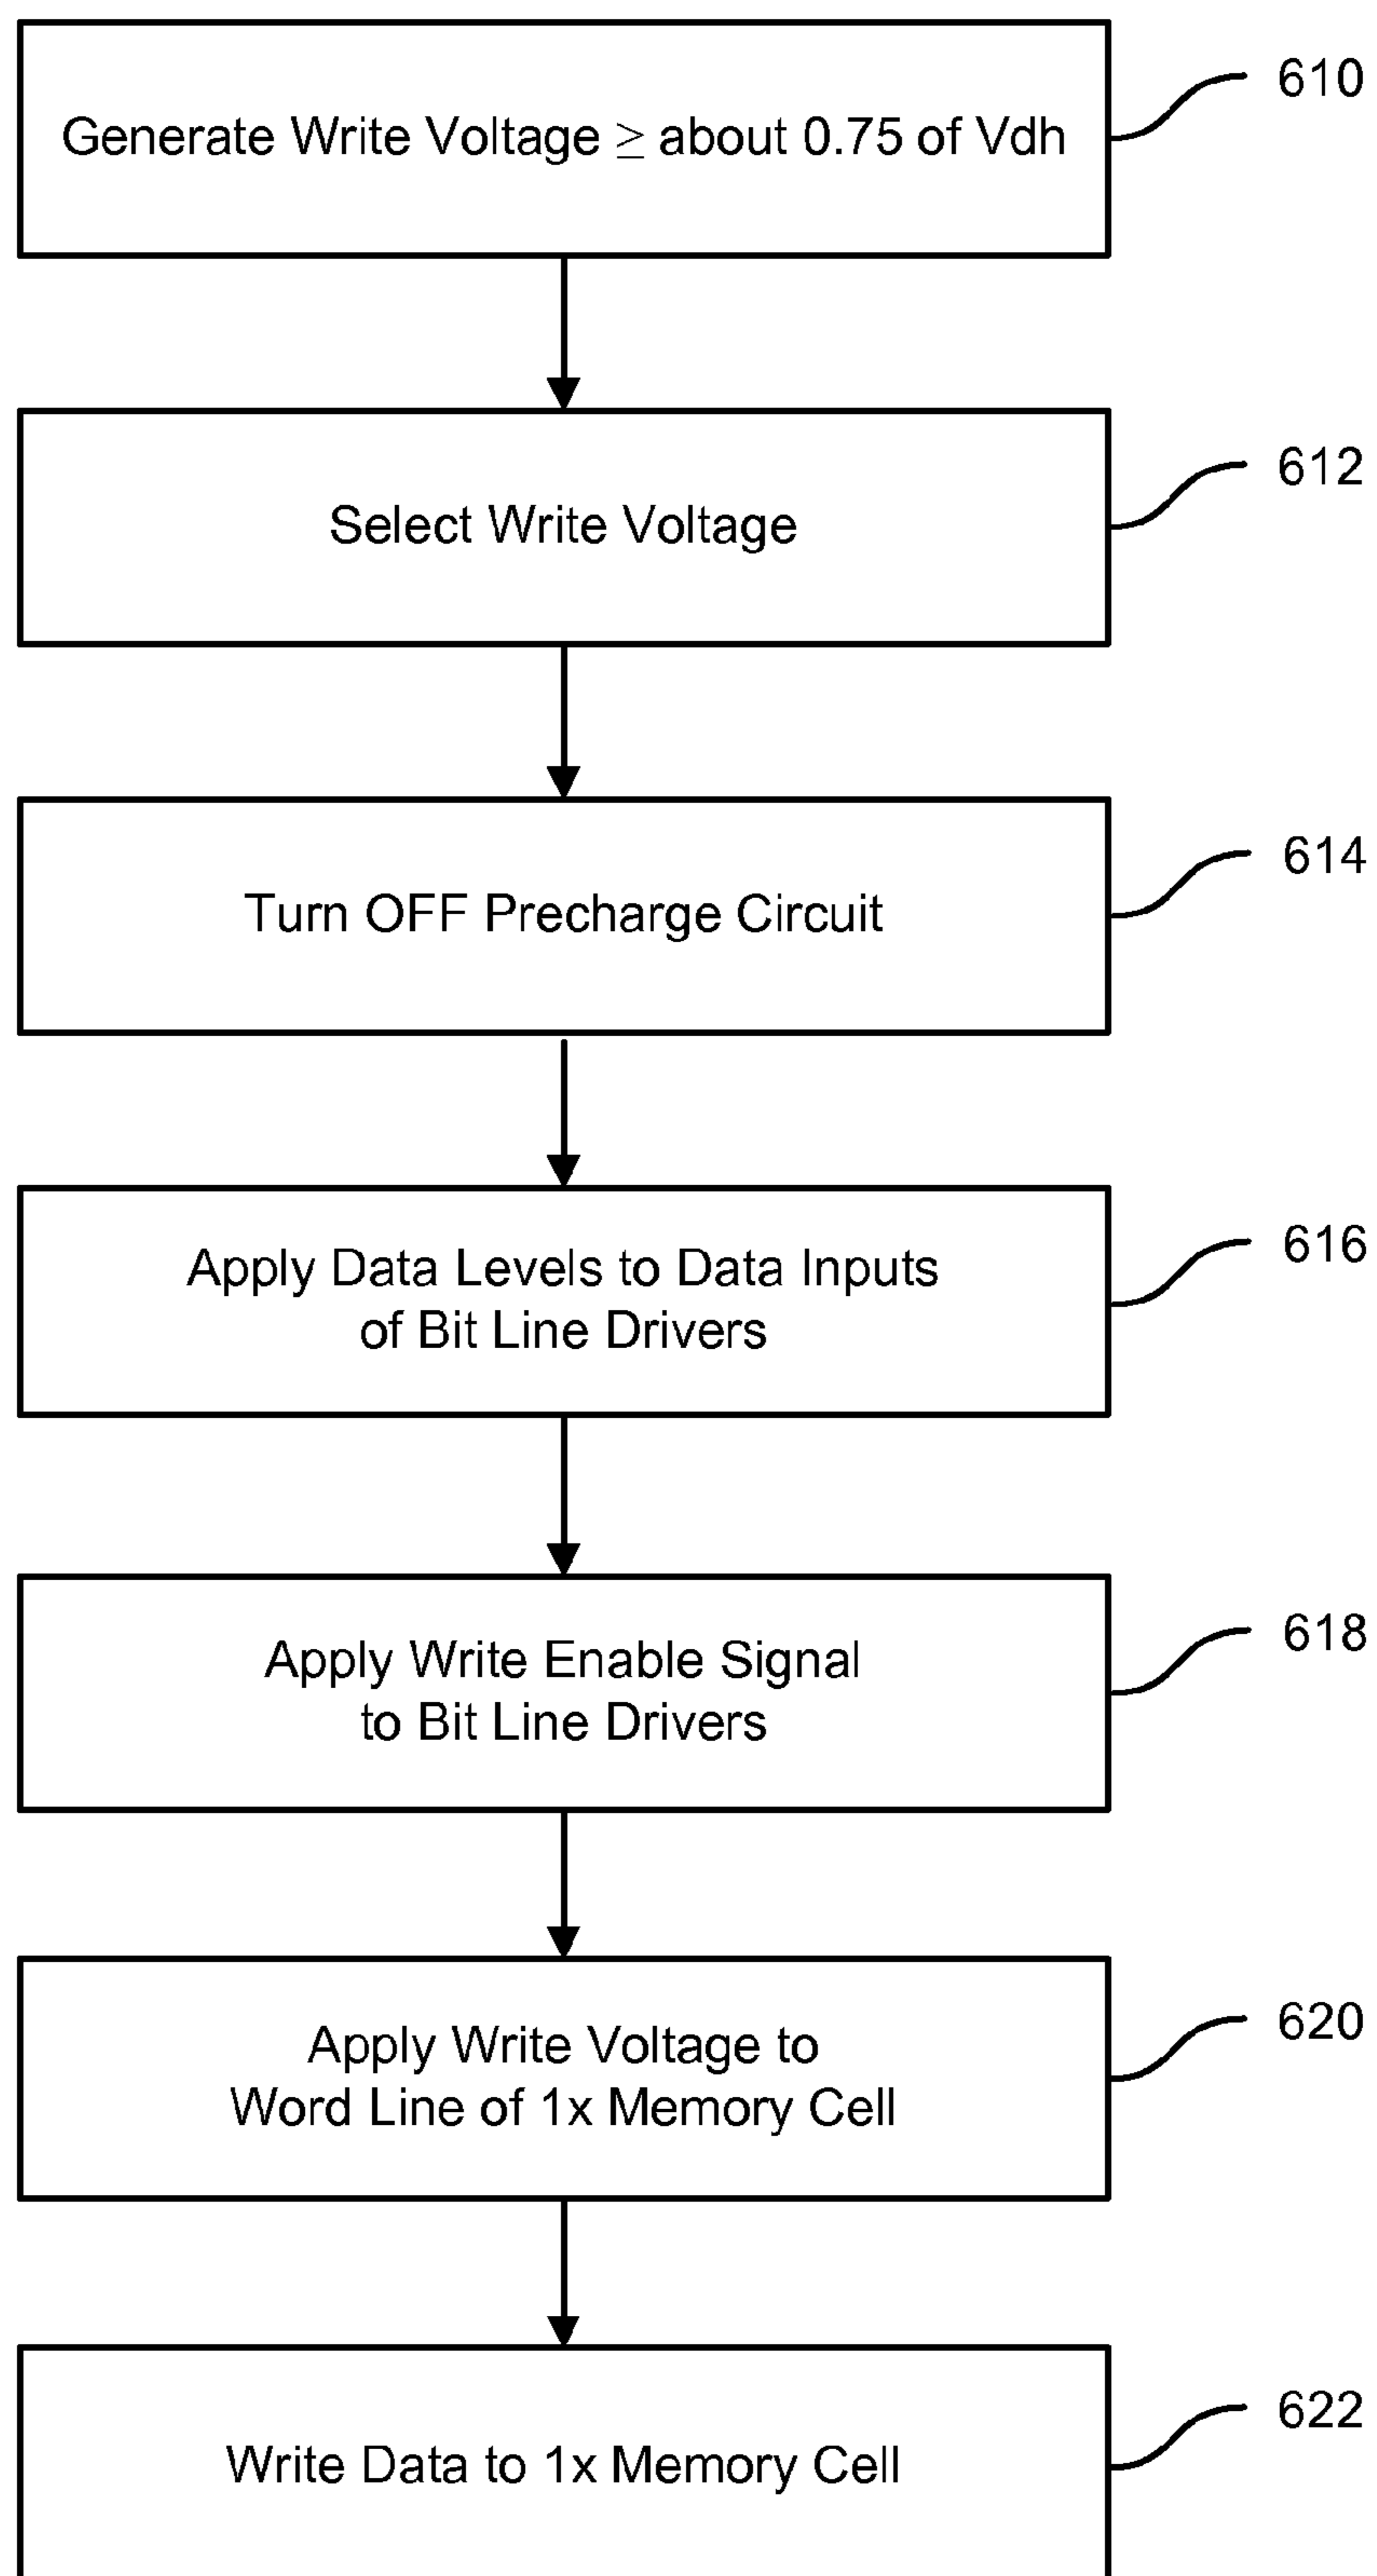 Generate Write Voltage ≥ about 0.75 of Vdh
610
Select Write Voltage
612
Turn OFF Precharge Circuit
614
Apply Data Levels to Data Inputs
of Bit Line Drivers
616
Apply Write Enable Signal
to Bit Line Drivers
618
Apply Write Voltage to
Word Line of 1x Memory Cell
620
Write Data to 1x Memory Cell
622